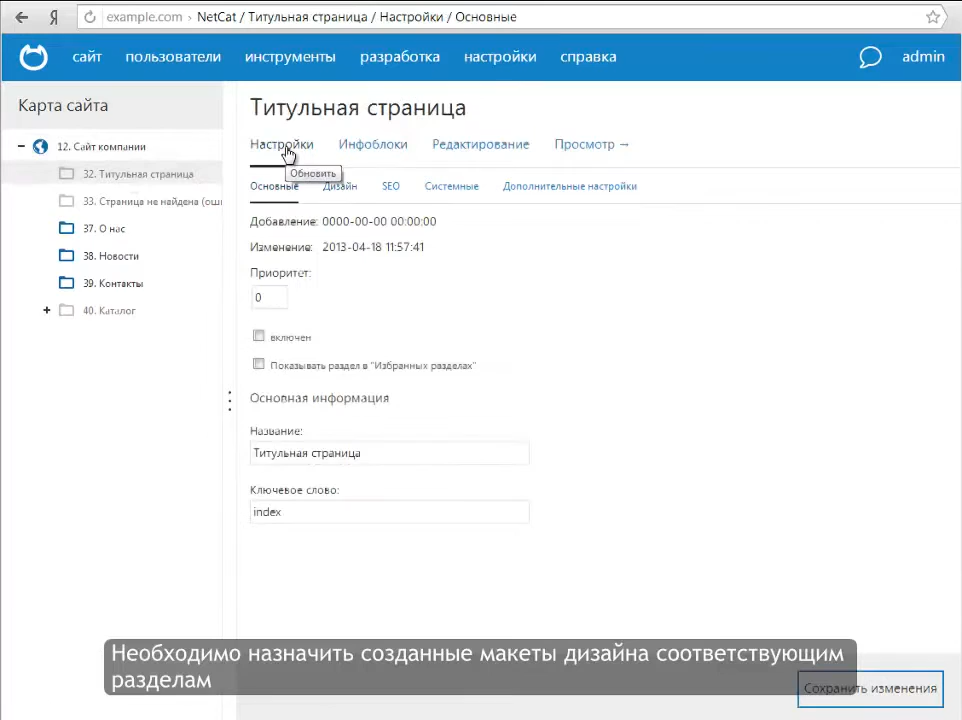 Я example.com › NetCat / Титульная страница / Настройки / Основные
сайт пользователи инструменты разработка настройки справка admin
Карта сайта
12. Сайт компании
32. Титульная страница
33. Страница не найдена (оши
37. О нас
38. Новости
39. Контакты
40. Каталог
Титульная страница
Настройки Инфоблоки Редактирование Просмотр →
Обновить
Основные Дизайн SEO Системные Дополнительные настройки
Добавление: 0000-00-00 00:00:00
Изменение: 2013-04-18 11:57:41
Приоритет:
0
включен
Показывать раздел в "Избранных разделах"
Основная информация
Название:
Титульная страница
Ключевое слово:
index
Необходимо назначить созданные макеты дизайна соответствующим
разделам
Сохранить изменения